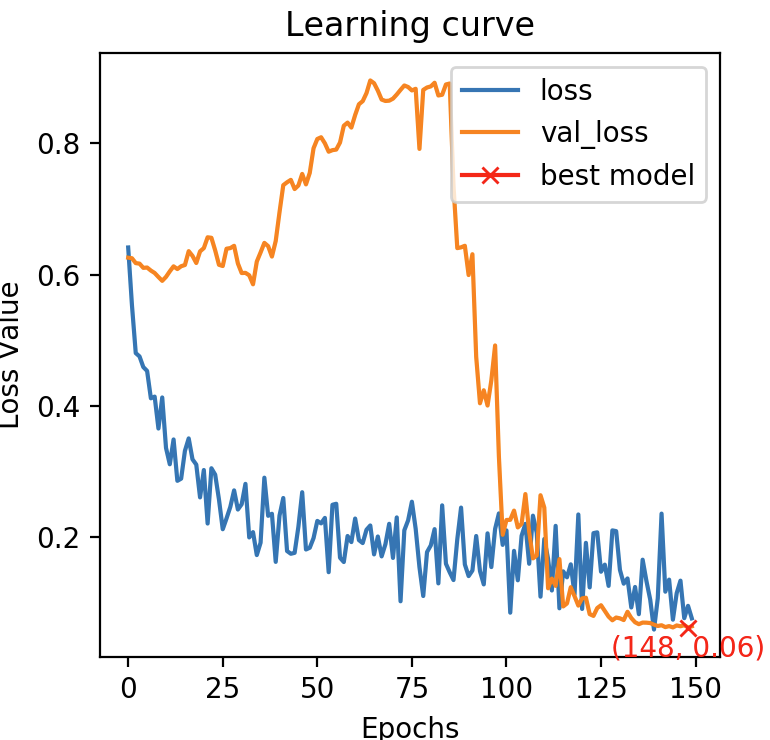 Learning curve
loss
val_loss
best model
0.8
0.6
0.4
0.2
Loss Value
(148, 0.06)
0 25 50 75 100 125 150
Epochs